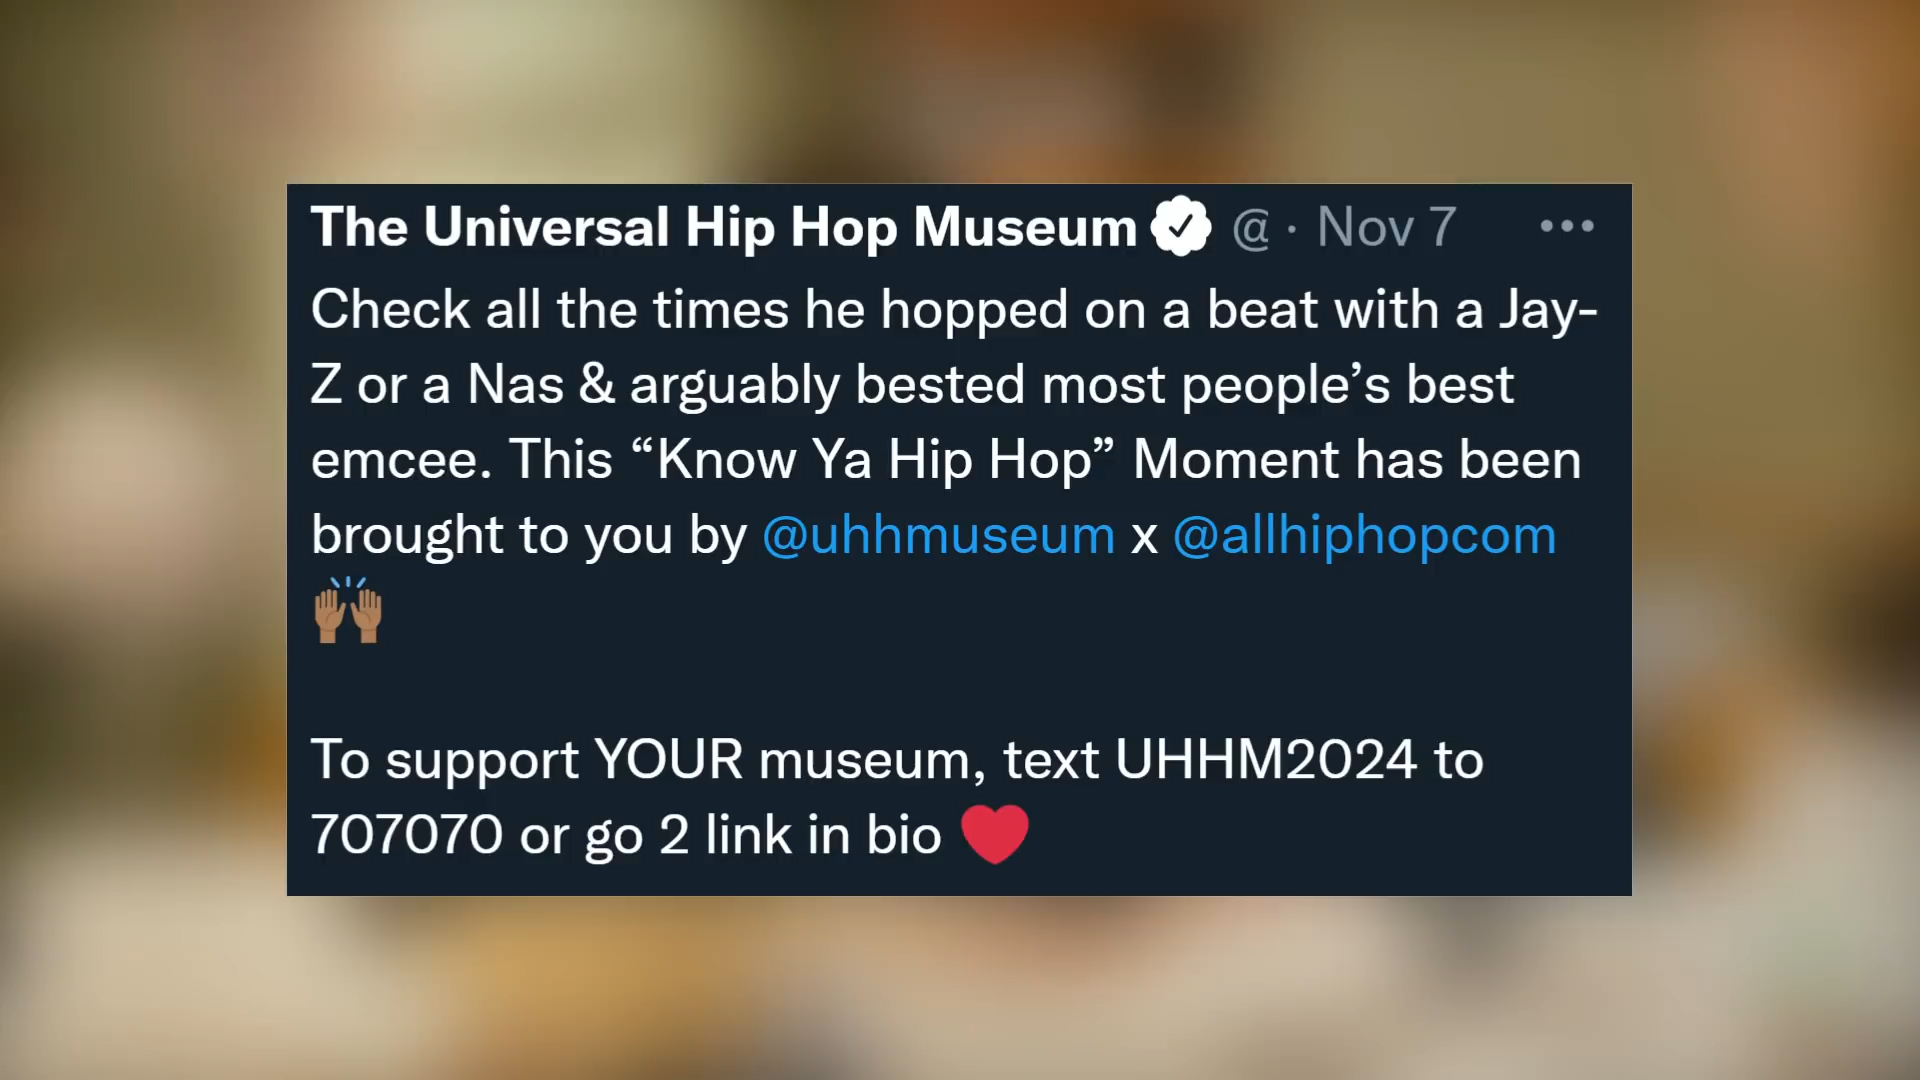 The Universal Hip Hop Museum @ · Nov 7
Check all the times he hopped on a beat with a Jay-
Z or a Nas & arguably bested most people’s best
emcee. This “Know Ya Hip Hop” Moment has been
brought to you by @uhhmuseum x @allhiphopcom
🙌🏽
To support YOUR museum, text UHHM2024 to
707070 or go 2 link in bio ❤️